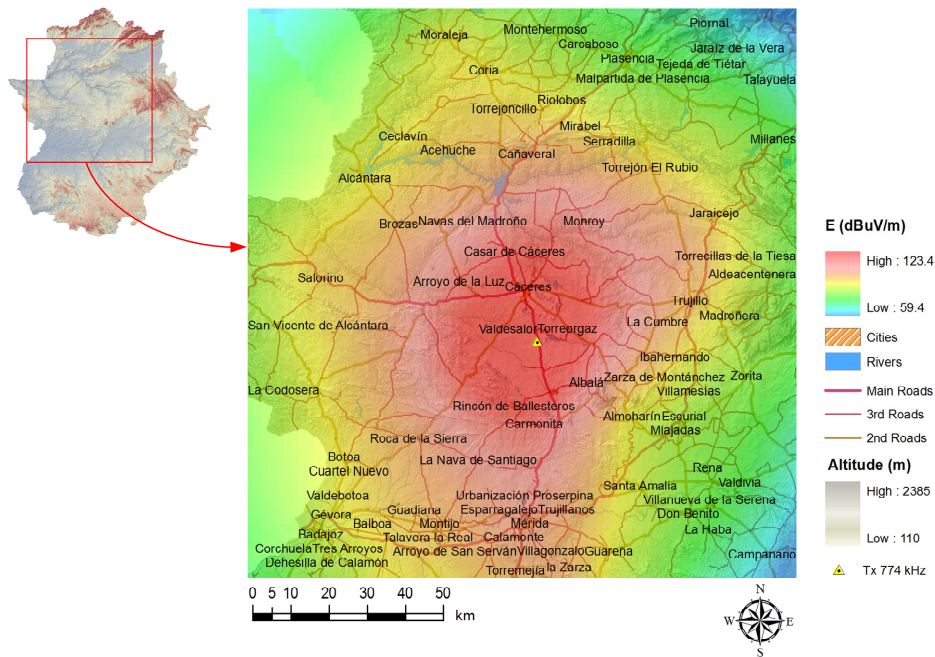 Piornal
Montehermoso
Moraleja
Carcaboso
Jaraíz de la Vera
Plasencia
Tejeda de Tiétar
Coria
Malpartida de Plasencia
Talayuela
Riolobos
Torrejoncillo
Mirabel
Ceclavín
Serradilla
Millanes
Acehuche
Cañaveral
Torrejón El Rubio
Alcántara
Jaraicejo
Brozas
Navas del Madroño
Monroy
Casar de Cáceres
Torrecillas de la Tiesa
Aldeacentenera
Salorino
Arroyo de la Luz
Cáceres
Trujillo
Madroñera
San Vicente de Alcántara
Valdesalor
Torreorgaz
La Cumbre
Ibahernando
La Codosera
Albalá
Zarza de Montánchez
Zorita
Villamesías
Rincón de Ballesteros
Almoharín
Escurial
Carmonita
Miajadas
Roca de la Sierra
Botoa
La Nava de Santiago
Cuartel Nuevo
Rena
Valdivia
Santa Amalia
Valdebotoa
Urbanización Proserpina
Villanueva de la Serena
Gévora
Guadiana
Esparragalejo
Trujillanos
Don Benito
Balboa
Montijo
Mérida
La Haba
Badajoz
Talavera la Real
Calamonte
Corchuela
Tres Arroyos
Arroyo de San Serván
Villagonzalo
Guareña
Campanario
Dehesilla de Calamón
Torremejía
la Zarza
E (dBuV/m)
High : 123.4
Low : 59.4
Cities
Rivers
Main Roads
3rd Roads
2nd Roads
Altitude (m)
High : 2385
Low : 110
Tx 774 kHz
0 5 10 20 30 40 50
km
N
W E
S